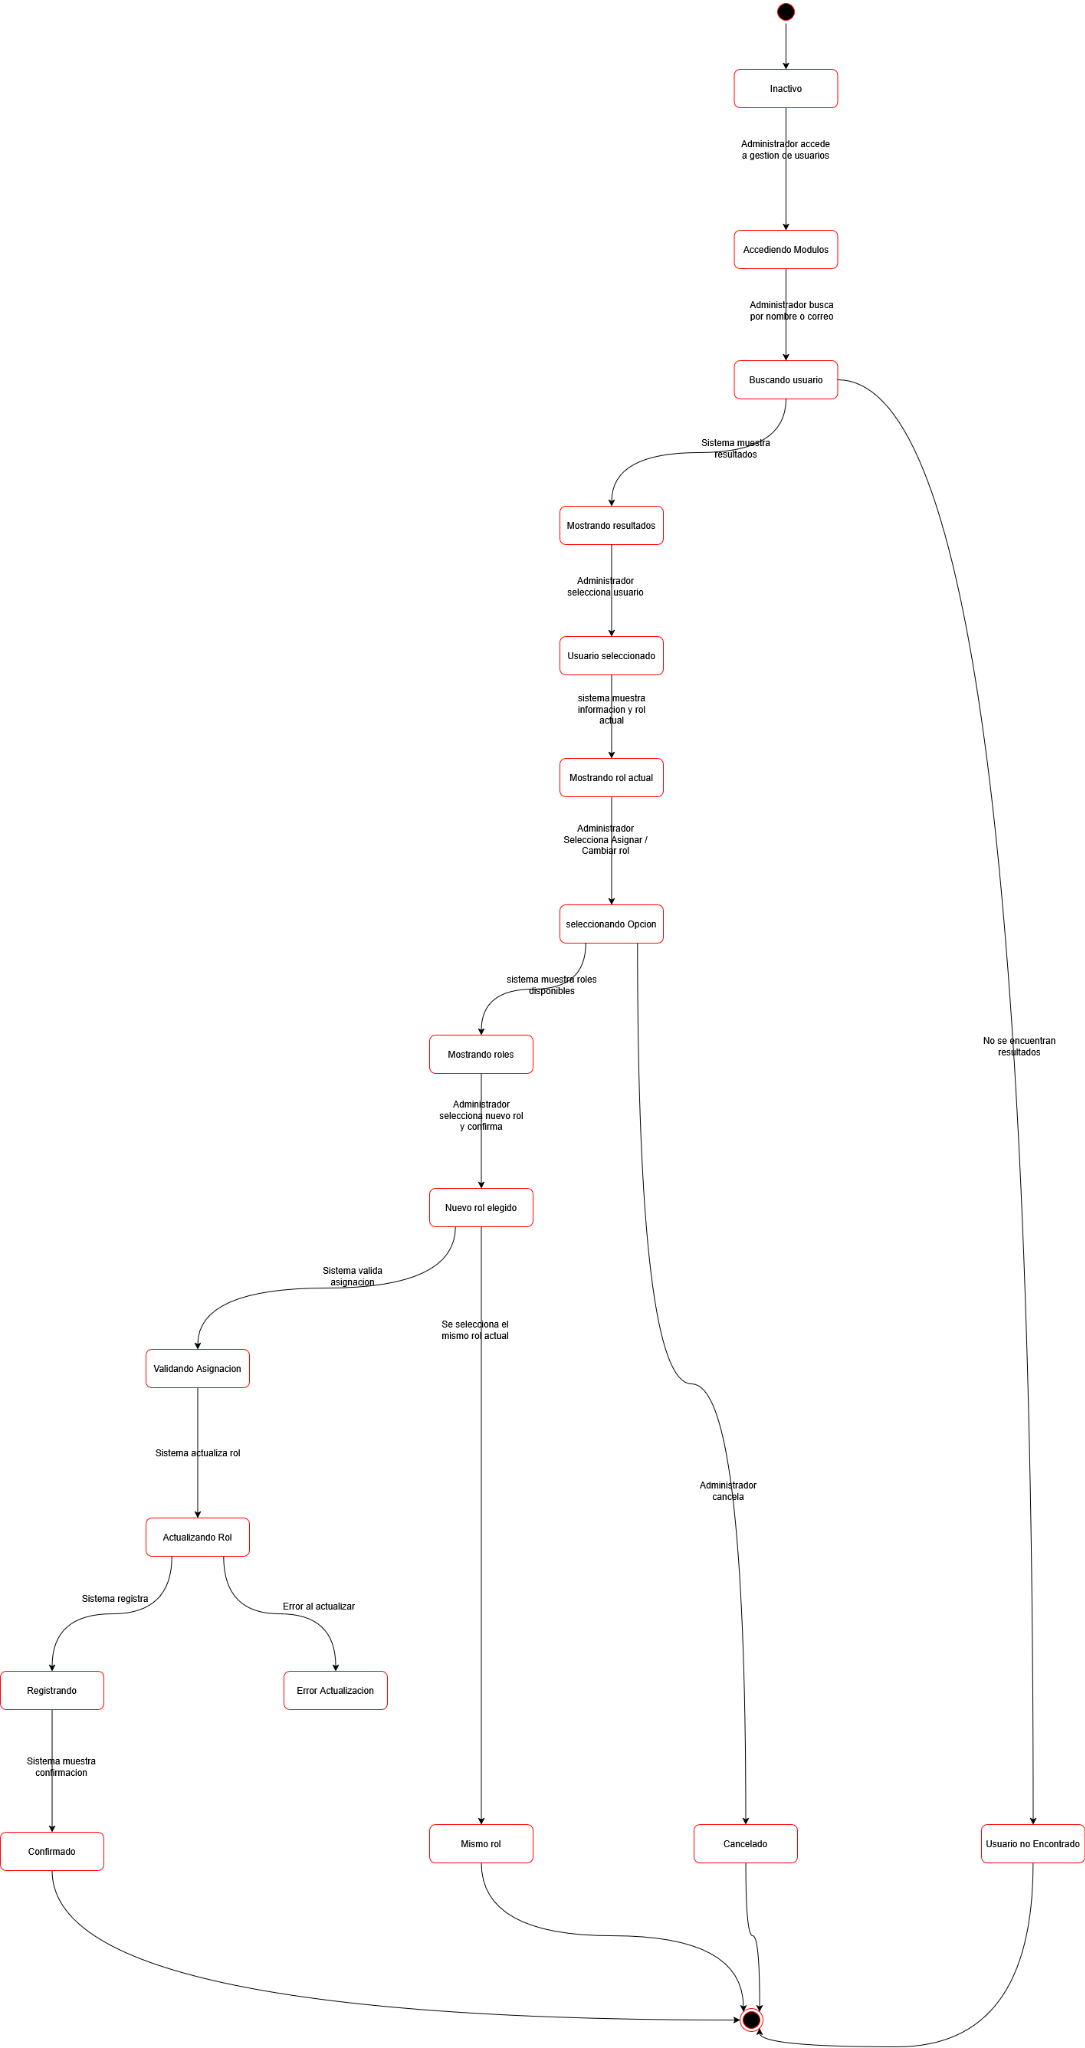 Inactivo
Administrador accede
a gestion de usuarios
Accediendo Modulos
Administrador busca
por nombre o correo
Buscando usuario
Sistema muestra
resultados
Mostrando resultados
Administrador
selecciona usuario
Usuario seleccionado
sistema muestra
informacion y rol
actual
Mostrando rol actual
Administrador
Selecciona Asignar /
Cambiar rol
seleccionando Opcion
sistema muestra roles
disponibles
Mostrando roles
No se encuentran
resultados
Administrador
selecciona nuevo rol
y confirma
Nuevo rol elegido
Sistema valida
asignacion
Se selecciona el
mismo rol actual
Validando Asignacion
Sistema actualiza rol
Administrador
cancela
Actualizando Rol
Sistema registra
Error al actualizar
Registrando
Error Actualizacion
Sistema muestra
confirmacion
Confirmado
Mismo rol
Cancelado
Usuario no Encontrado